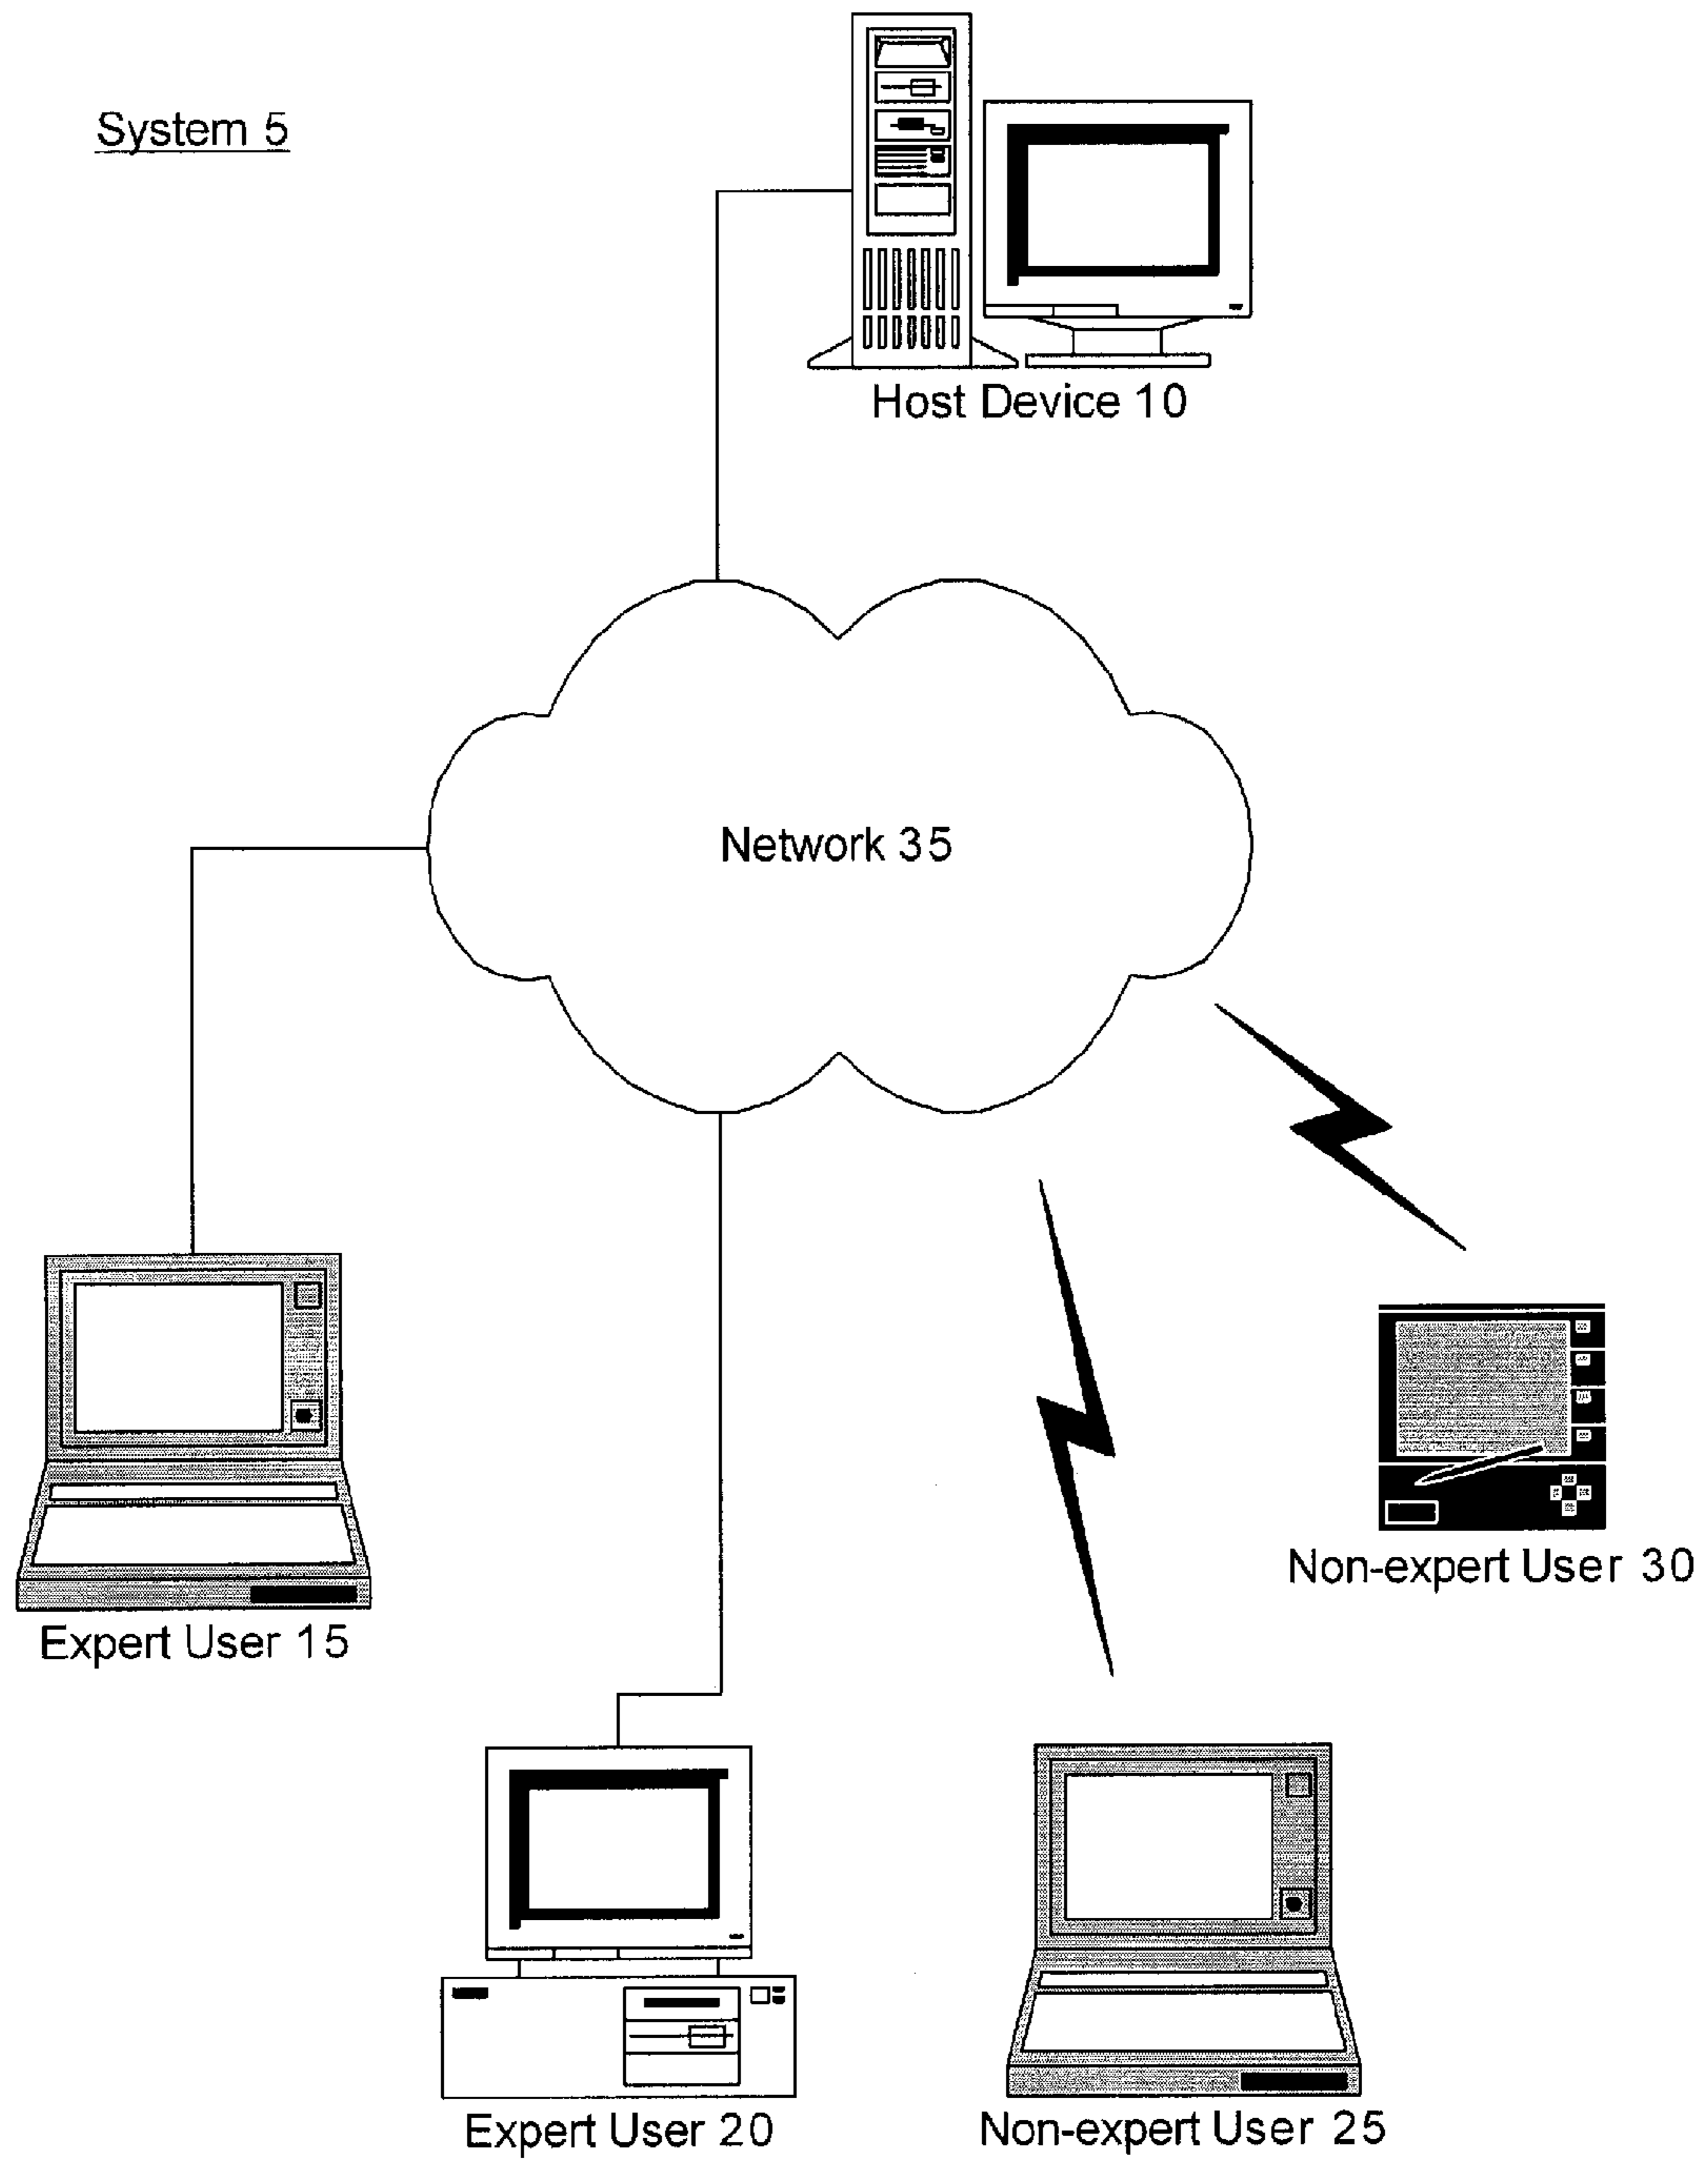 System 5
Host Device 10
Network 35
Non-expert User 30
Expert User 15
Expert User 20
Non-expert User 25